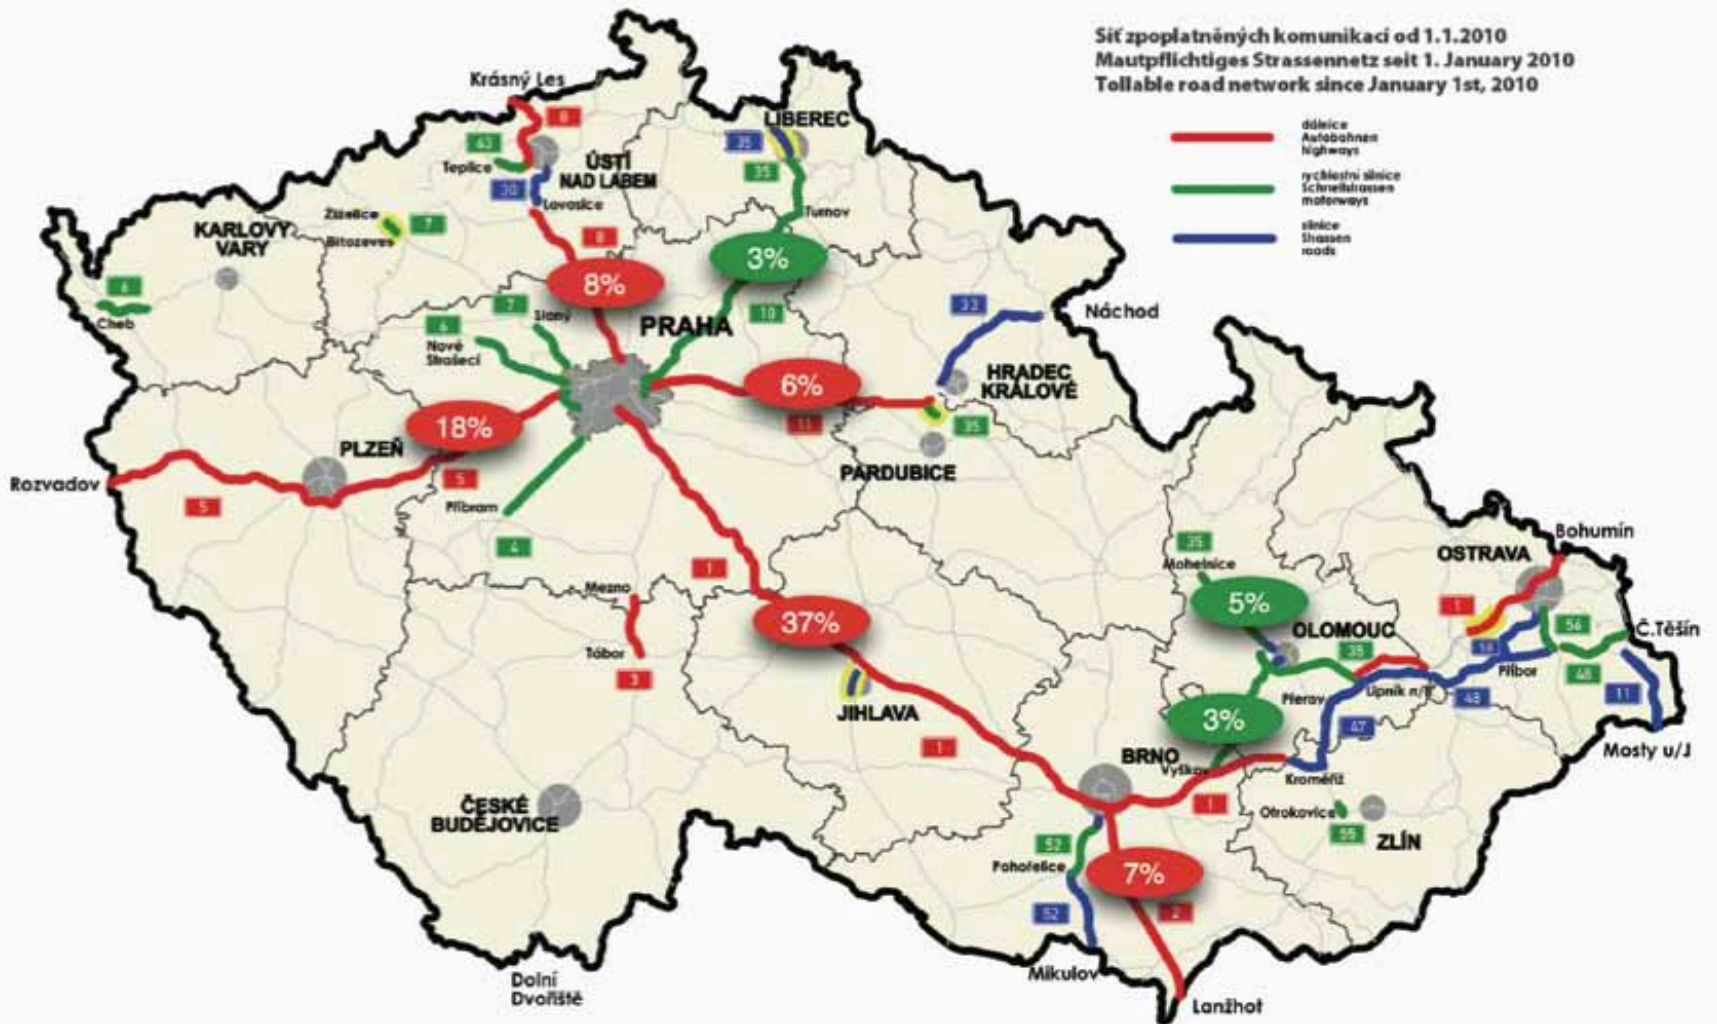 Síť zpoplatněných komunikací od 1.1.2010
Mautpflichtiges Strassennetz seit 1. January 2010
Tollable road network since January 1st, 2010
dálnice
Autobahnen
highways
rychlostní silnice
Schnellstrassen
motorways
silnice
Strassen
roads
Krásný Les
8
63
Teplice
ÚSTÍ
NAD LABEM
30
Lovosice
LIBEREC
35
35
Turnov
KARLOVY
VARY
Bitozeves
7
8
6
Cheb
8%
3%
10
7
Slaný
6
Nové
Strašecí
PRAHA
33
Náchod
HRADEC
KRÁLOVÉ
6%
11
35
PARDUBICE
18%
PLZEŇ
Rozvadov
5
5
Příbram
4
1
Mezno
Tábor
3
37%
JIHLAVA
1
35
Mohelnice
5%
OLOMOUC
35
3%
Přerov
Lipník n/B
47
48
Příbor
OSTRAVA
Bohumín
1
56
Č.Těšín
48
11
Mosty u/J
BRNO
Vyškov
Kroměříž
1
Otrokovice
55
ZLÍN
ČESKÉ
BUDĚJOVICE
52
Pohořelice
7%
52
2
Mikulov
Lanžhot
Dolní
Dvořiště